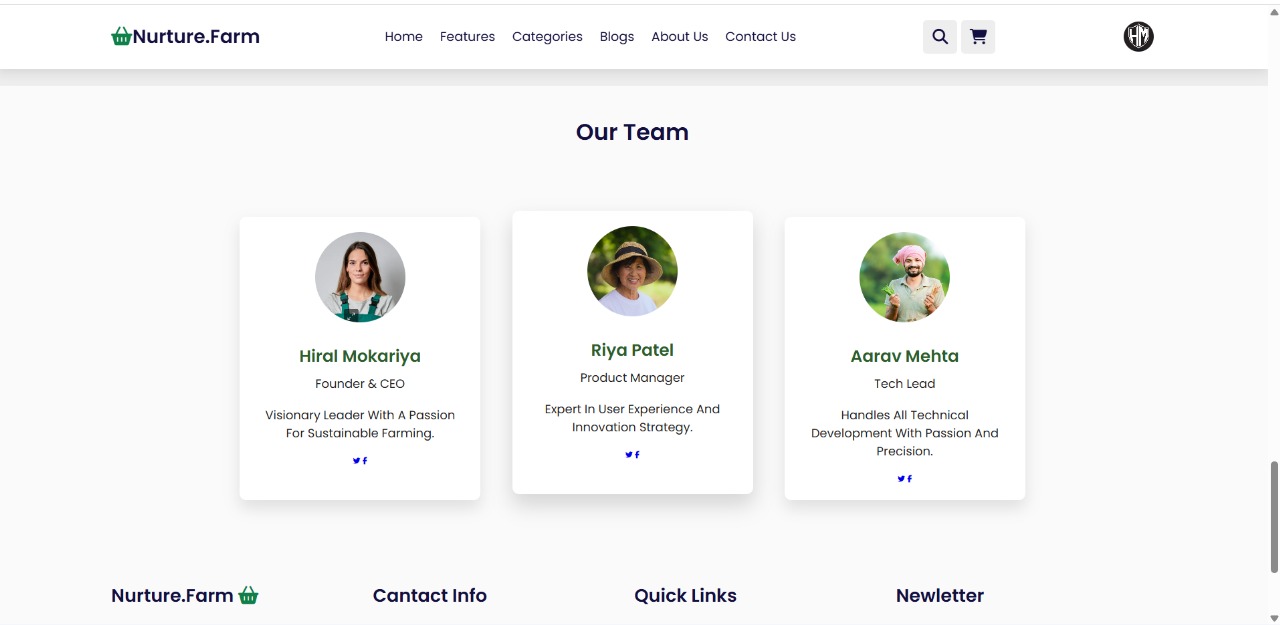 Nurture.Farm
Home Features Categories Blogs About Us Contact Us
HM
Our Team
Hiral Mokariya
Founder & CEO
Visionary Leader With A Passion
For Sustainable Farming.
Riya Patel
Product Manager
Expert In User Experience And
Innovation Strategy.
Aarav Mehta
Tech Lead
Handles All Technical
Development With Passion And
Precision.
Nurture.Farm
Cantact Info
Quick Links
Newletter